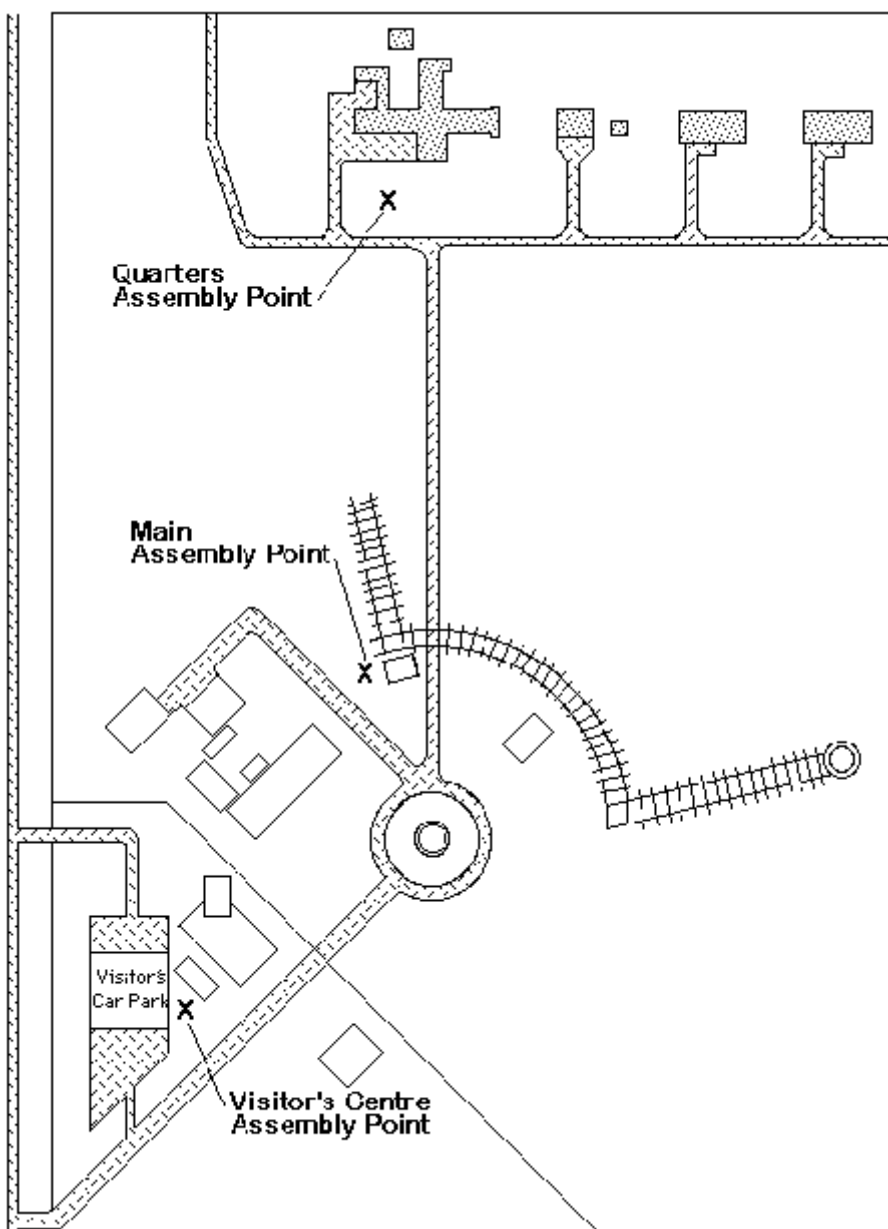 Quarters
Assembly Point
Main
Assembly Point
Visitor's
Car Park
Visitor's Centre
Assembly Point